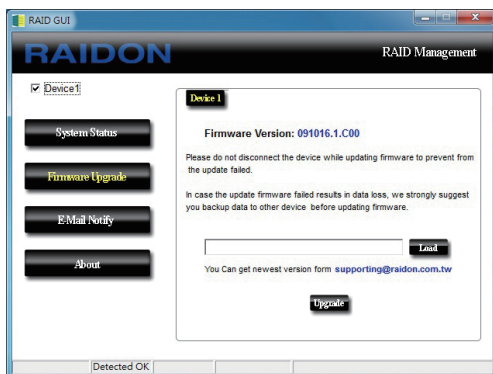 RAID GUI
RAIDON
RAID Management
Device1
Device 1
System Status
Firmware Version: 091016.1.C00
Please do not disconnect the device while updating firmware to prevent from
the update failed.
Firmware Upgrade
In case the update firmware failed results in data loss, we strongly suggest
you backup data to other device before updating firmware.
E-Mail Notify
Load
About
You Can get newest version form supporting@raidon.com.tw
Upgrade
Detected OK